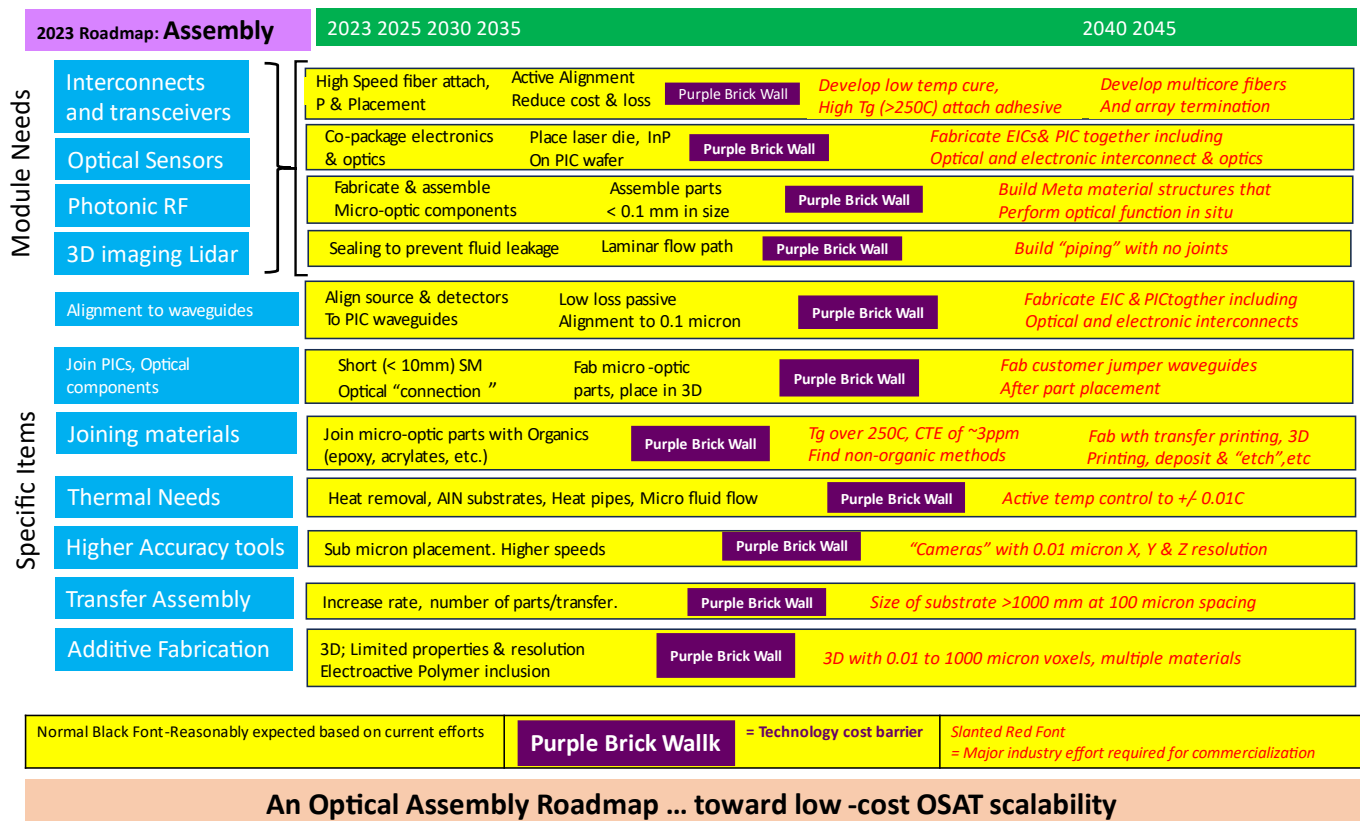 2023 Roadmap: Assembly
2023 2025 2030 2035
2040 2045
Module Needs
Interconnects
and transceivers
Optical Sensors
Photonic RF
3D imaging Lidar
High Speed fiber attach,
P & Placement
Active Alignment
Reduce cost & loss
Purple Brick Wall
Develop low temp cure,
High Tg (>250C) attach adhesive
Develop multicore fibers
And array termination
Co-package electronics
& optics
Place laser die, InP
On PIC wafer
Purple Brick Wall
Fabricate EICs& PIC together including
Optical and electronic interconnect & optics
Fabricate & assemble
Micro-optic components
Assemble parts
< 0.1 mm in size
Purple Brick Wall
Build Meta material structures that
Perform optical function in situ
Sealing to prevent fluid leakage
Laminar flow path
Purple Brick Wall
Build "piping" with no joints
Specific Items
Alignment to waveguides
Align source & detectors
To PIC waveguides
Low loss passive
Alignment to 0.1 micron
Purple Brick Wall
Fabricate EIC & PICtogther including
Optical and electronic interconnects
Join PICs, Optical
components
Short (< 10mm) SM
Optical "connection "
Fab micro -optic
parts, place in 3D
Purple Brick Wall
Fab customer jumper waveguides
After part placement
Joining materials
Join micro-optic parts with Organics
(epoxy, acrylates, etc.)
Purple Brick Wall
Tg over 250C, CTE of ~3ppm
Find non-organic methods
Fab wth transfer printing, 3D
Printing, deposit & "etch",etc
Thermal Needs
Heat removal, AlN substrates, Heat pipes, Micro fluid flow
Purple Brick Wall
Active temp control to +/- 0.01C
Higher Accuracy tools
Sub micron placement. Higher speeds
Purple Brick Wall
"Cameras" with 0.01 micron X, Y & Z resolution
Transfer Assembly
Increase rate, number of parts/transfer.
Purple Brick Wall
Size of substrate >1000 mm at 100 micron spacing
Additive Fabrication
3D; Limited properties & resolution
Electroactive Polymer inclusion
Purple Brick Wall
3D with 0.01 to 1000 micron voxels, multiple materials
Normal Black Font-Reasonably expected based on current efforts
Purple Brick Wallk
= Technology cost barrier
Slanted Red Font
= Major industry effort required for commercialization
An Optical Assembly Roadmap ... toward low -cost OSAT scalability